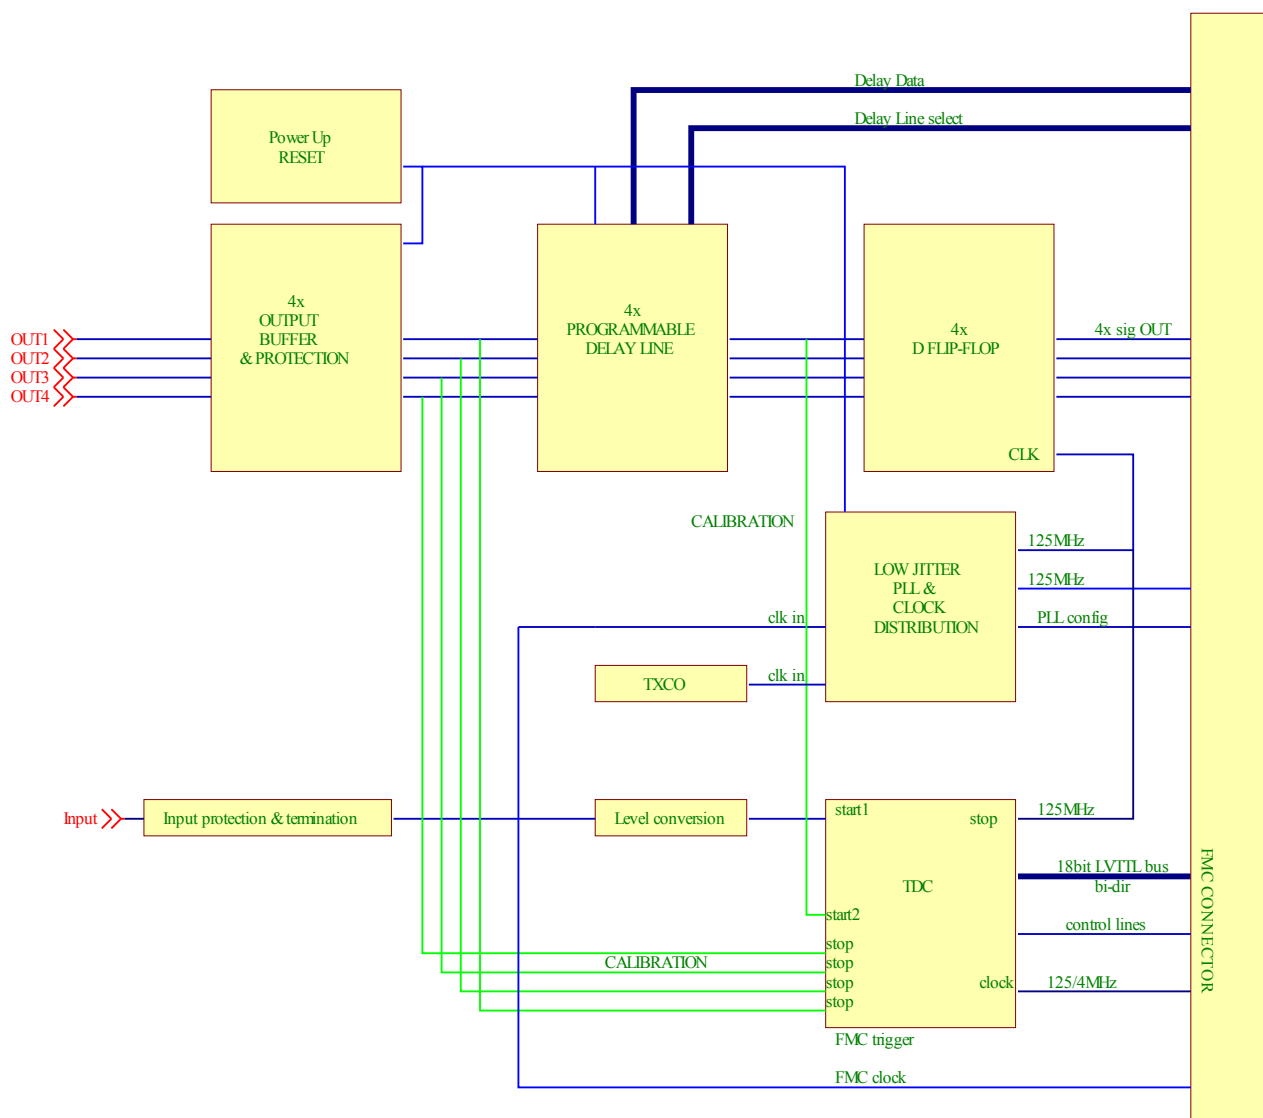 Delay Data
Delay Line select
Power Up
RESET
4x
OUTPUT
BUFFER
& PROTECTION
4x
PROGRAMMABLE
DELAY LINE
4x
D FLIP-FLOP
CLK
4x sig OUT
OUT1
OUT2
OUT3
OUT4
CALIBRATION
LOW JITTER
PLL &
CLOCK
DISTRIBUTION
125MHz
125MHz
PLL config
clk in
clk in
TXCO
Input
Input protection & termination
Level conversion
start1
stop
125MHz
TDC
18bit LVTTL bus
bi-dir
start2
control lines
stop
stop
stop
stop
CALIBRATION
clock
125/4MHz
FMC trigger
FMC clock
FMC CONNECTOR